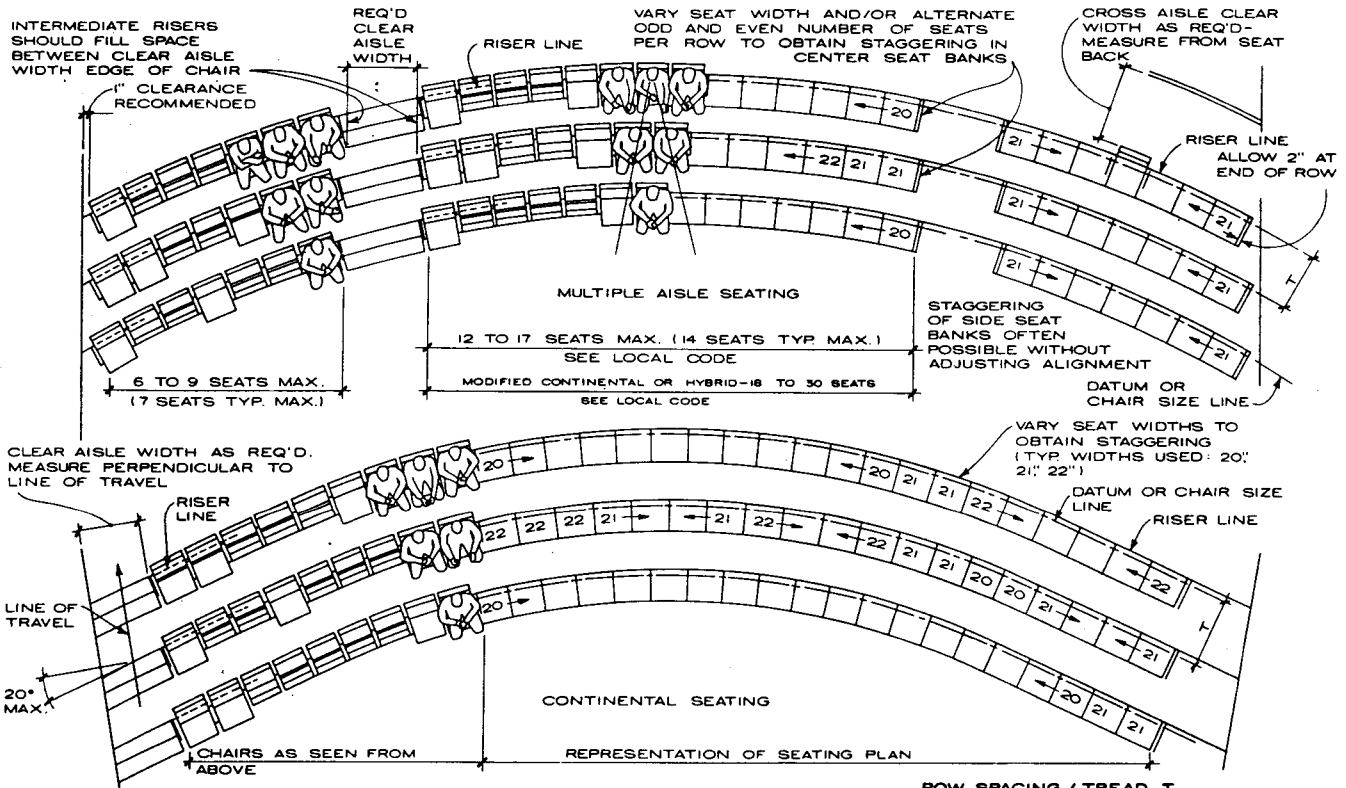 INTERMEDIATE RISERS
SHOULD FILL SPACE
BETWEEN CLEAR AISLE
WIDTH EDGE OF CHAIR
1" CLEARANCE
RECOMMENDED
REQ'D
CLEAR
AISLE
WIDTH
RISER LINE
VARY SEAT WIDTH AND/OR ALTERNATE
ODD AND EVEN NUMBER OF SEATS
PER ROW TO OBTAIN STAGGERING IN
CENTER SEAT BANKS
CROSS AISLE CLEAR
WIDTH AS REQ'D-
MEASURE FROM SEAT
BACK
RISER LINE
ALLOW 2" AT
END OF ROW
20
21
21
22 21 21
21
21
20
21
21
T
MULTIPLE AISLE SEATING
12 TO 17 SEATS MAX. (14 SEATS TYP. MAX.)
SEE LOCAL CODE
MODIFIED CONTINENTAL OR HYBRID-18 TO 30 SEATS
SEE LOCAL CODE
6 TO 9 SEATS MAX.
(7 SEATS TYP. MAX.)
STAGGERING
OF SIDE SEAT
BANKS OFTEN
POSSIBLE WITHOUT
ADJUSTING ALIGNMENT
DATUM OR
CHAIR SIZE LINE
CLEAR AISLE WIDTH AS REQ'D.
MEASURE PERPENDICULAR TO
LINE OF TRAVEL
RISER
LINE
VARY SEAT WIDTHS TO
OBTAIN STAGGERING
(TYP. WIDTHS USED: 20",
21", 22")
DATUM OR CHAIR SIZE
LINE
RISER LINE
20
20 21 21 22
22
22 22 22 21 21 22 22 21 21 20 20 21 21
20
20 21 21
T
LINE OF
TRAVEL
20°
MAX.
CONTINENTAL SEATING
CHAIRS AS SEEN FROM
ABOVE
REPRESENTATION OF SEATING PLAN
ROW SPACING / TREAD T